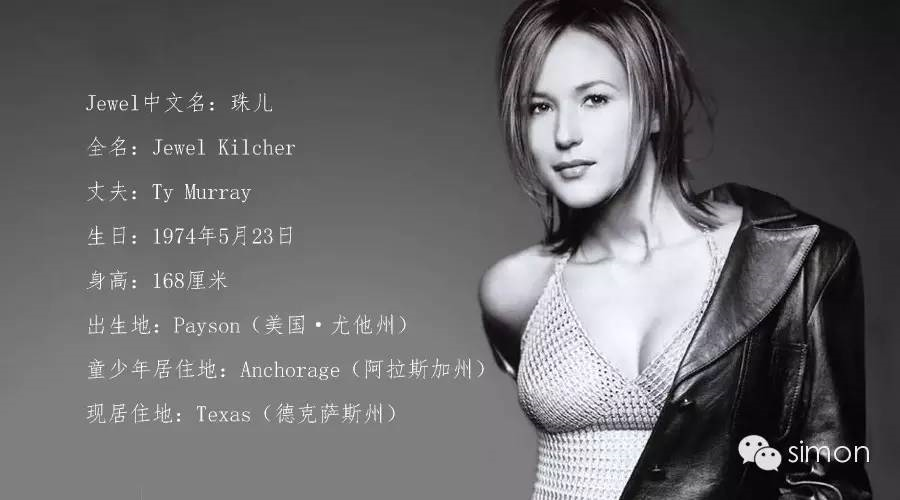 Jewel中文名：珠儿
全名：Jewel Kilcher
丈夫：Ty Murray
生日：1974年5月23日
身高：168厘米
出生地：Payson（美国·尤他州）
童少年居住地：Anchorage（阿拉斯加州）
现居住地：Texas（德克萨斯州）
simon